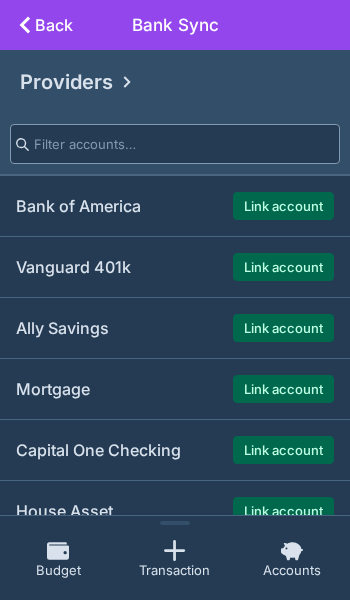 Back
Bank Sync
Providers
Filter accounts...
Bank of America
Link account
Vanguard 401k
Link account
Ally Savings
Link account
Mortgage
Link account
Capital One Checking
Link account
House Asset
Link account
Budget
Transaction
Accounts